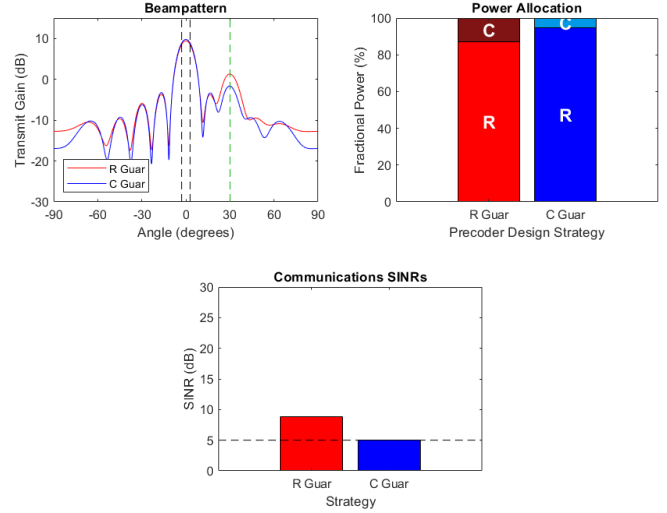 Beampattern
Transmit Gain (dB)
10
0
-10
-20
-30
R Guar
C Guar
-90
-60
-30
0
30
60
90
Angle (degrees)
Power Allocation
Fractional Power (%)
100
80
60
40
20
0
C
R
C
R
R Guar
C Guar
Precoder Design Strategy
Communications SINRs
SINR (dB)
30
25
20
15
10
5
0
R Guar
C Guar
Strategy